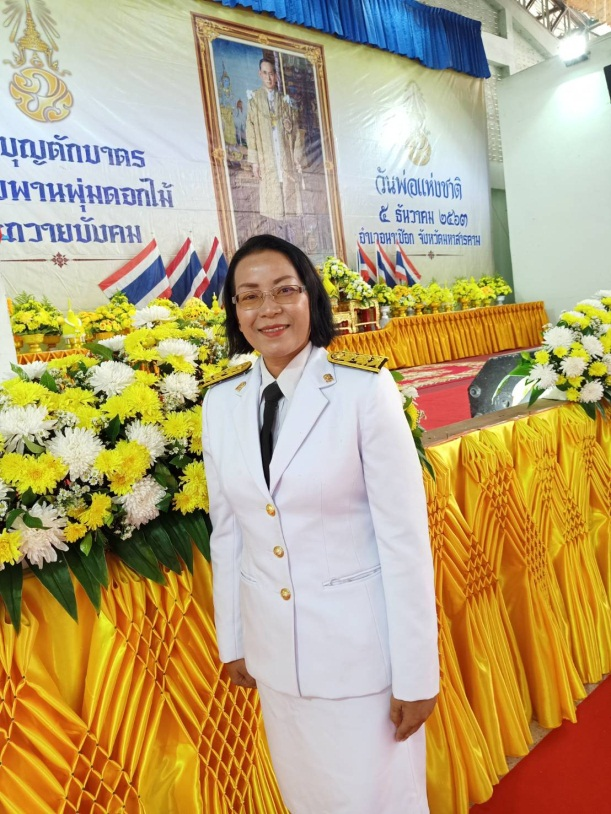 บุญตักบาตร
พานพุ่มดอกไม้
ถวายบังคม
วันพ่อแห่งชาติ
๕ ธันวาคม ๒๕๖๓
อำเภอนาเชือก จังหวัดมหาสารคาม